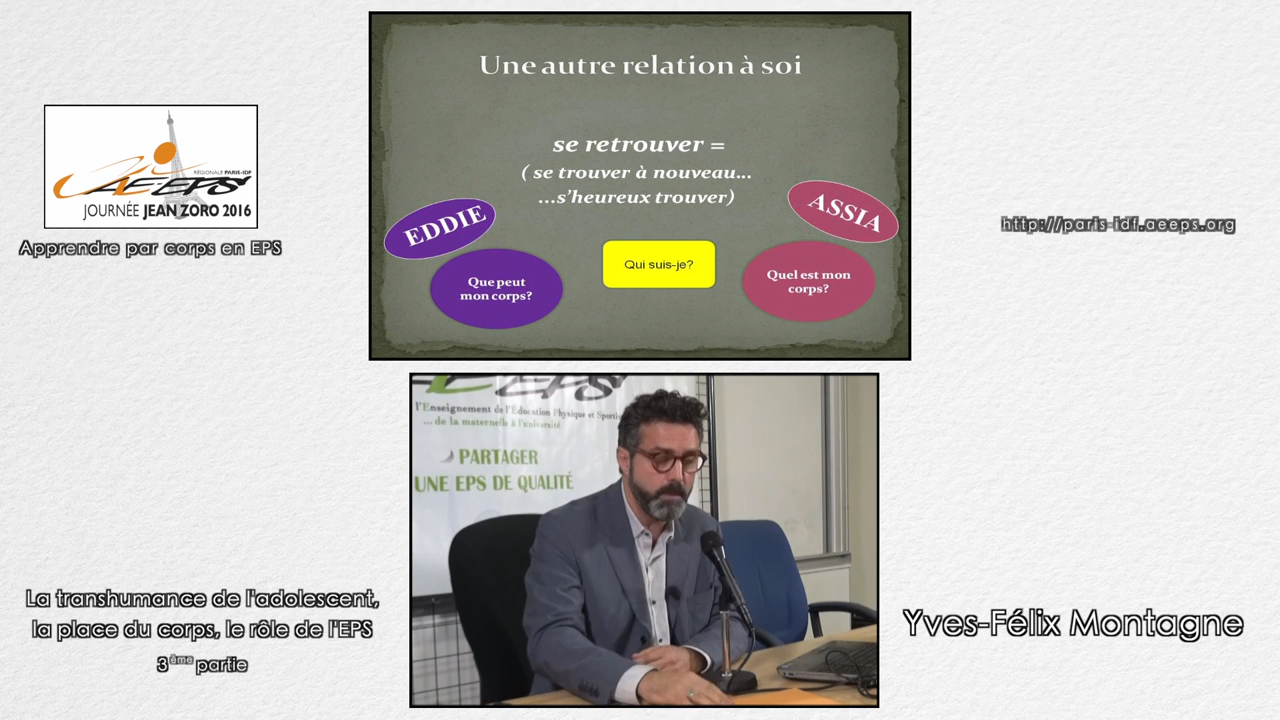 Une autre relation à soi
se retrouver =
( se trouver à nouveau...
...s'heureux trouver)
EDDIE
ASSIA
Que peut
mon corps?
Qui suis-je?
Quel est mon
corps?
AEEPS
RÉGIONALE PARIS-IDF
JOURNÉE JEAN ZORO 2016
Apprendre par corps en EPS
http://paris-idf.aeeps.org
l'Enseignement de l'Éducation Physique et Sportive
... de la maternelle à l'université
PARTAGER
UNE EPS DE QUALITÉ
La transhumance de l'adolescent,
la place du corps, le rôle de l'EPS
3ème partie
Yves-Félix Montagne